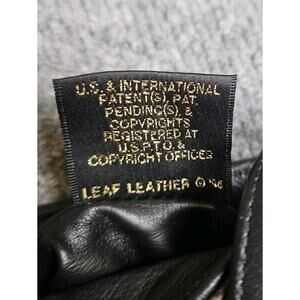 U.S. & INTERNATIONAL
PATENT(S), PAT.
PENDING(S), &
COPYRIGHTS
REGISTERED AT
U.S.P.T.O. &
COPYRIGHT OFFICES
LEAF LEATHER © '96